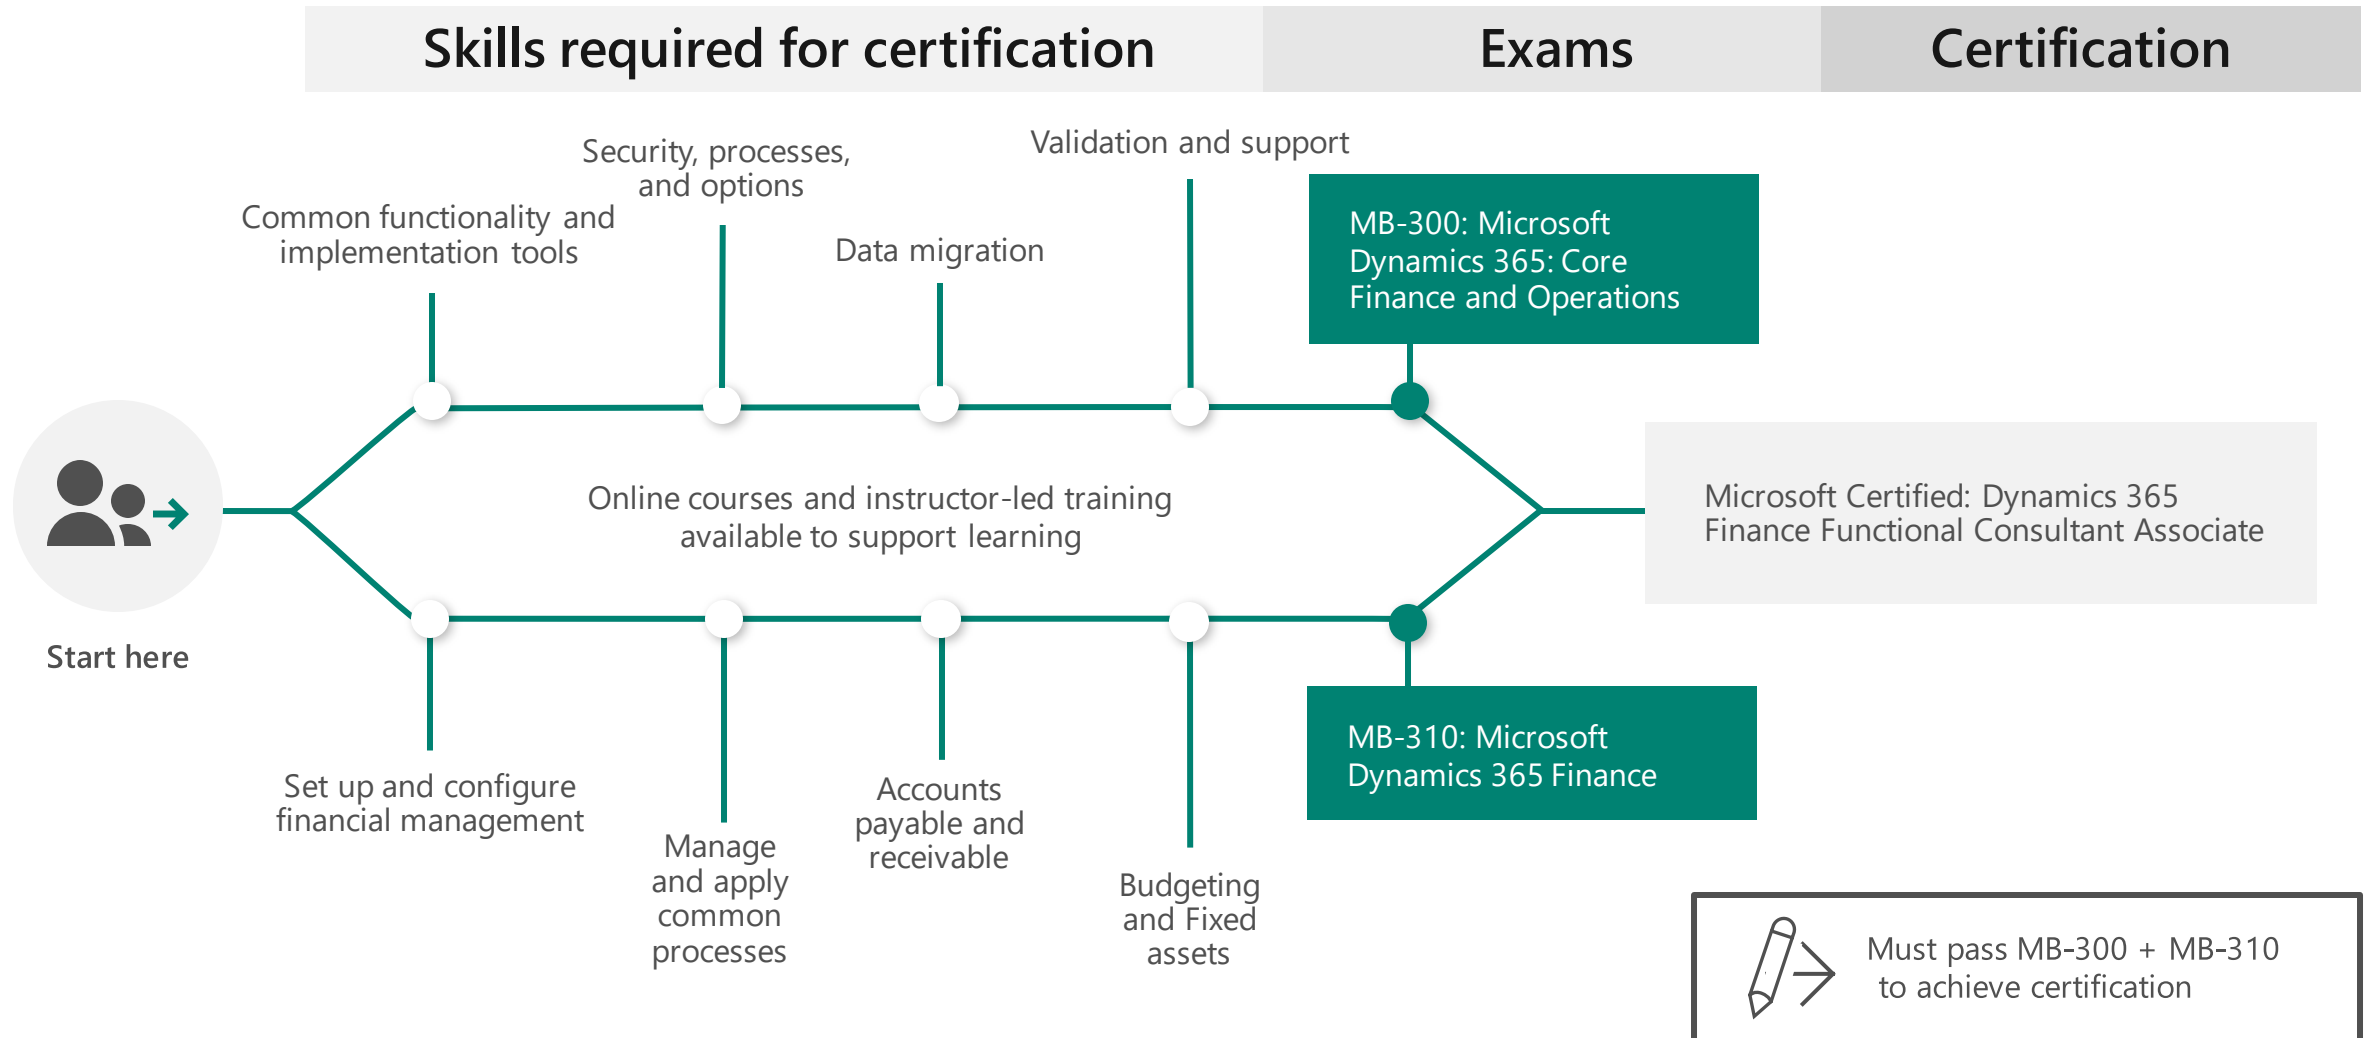 Skills required for certification
Exams
Certification
Security, processes,
and options
Validation and support
Common functionality and
implementation tools
Data migration
MB-300: Microsoft
Dynamics 365: Core
Finance and Operations
Online courses and instructor-led training
available to support learning
Microsoft Certified: Dynamics 365
Finance Functional Consultant Associate
Start here
Set up and configure
financial management
Manage
and apply
common
processes
Accounts
payable and
receivable
Budgeting
and Fixed
assets
MB-310: Microsoft
Dynamics 365 Finance
Must pass MB-300 + MB-310
to achieve certification